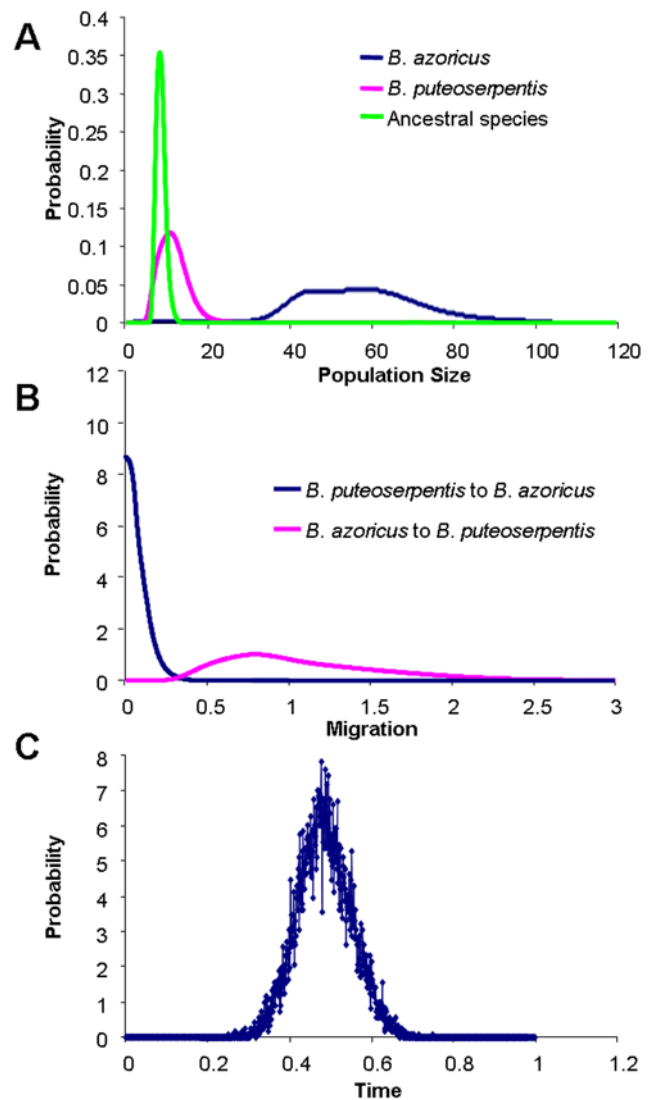 A
0.4
0.35
0.3
0.25
0.2
0.15
0.1
0.05
0
Probability
B. azoricus
B. puteoserpentis
Ancestral species
0 20 40 60 80 100 120
Population Size
B
12
10
8
6
4
2
0
Probability
B. puteoserpentis to B. azoricus
B. azoricus to B. puteoserpentis
0 0.5 1 1.5 2 2.5 3
Migration
C
8
7
6
5
4
3
2
1
0
Probability
0 0.2 0.4 0.6 0.8 1 1.2
Time